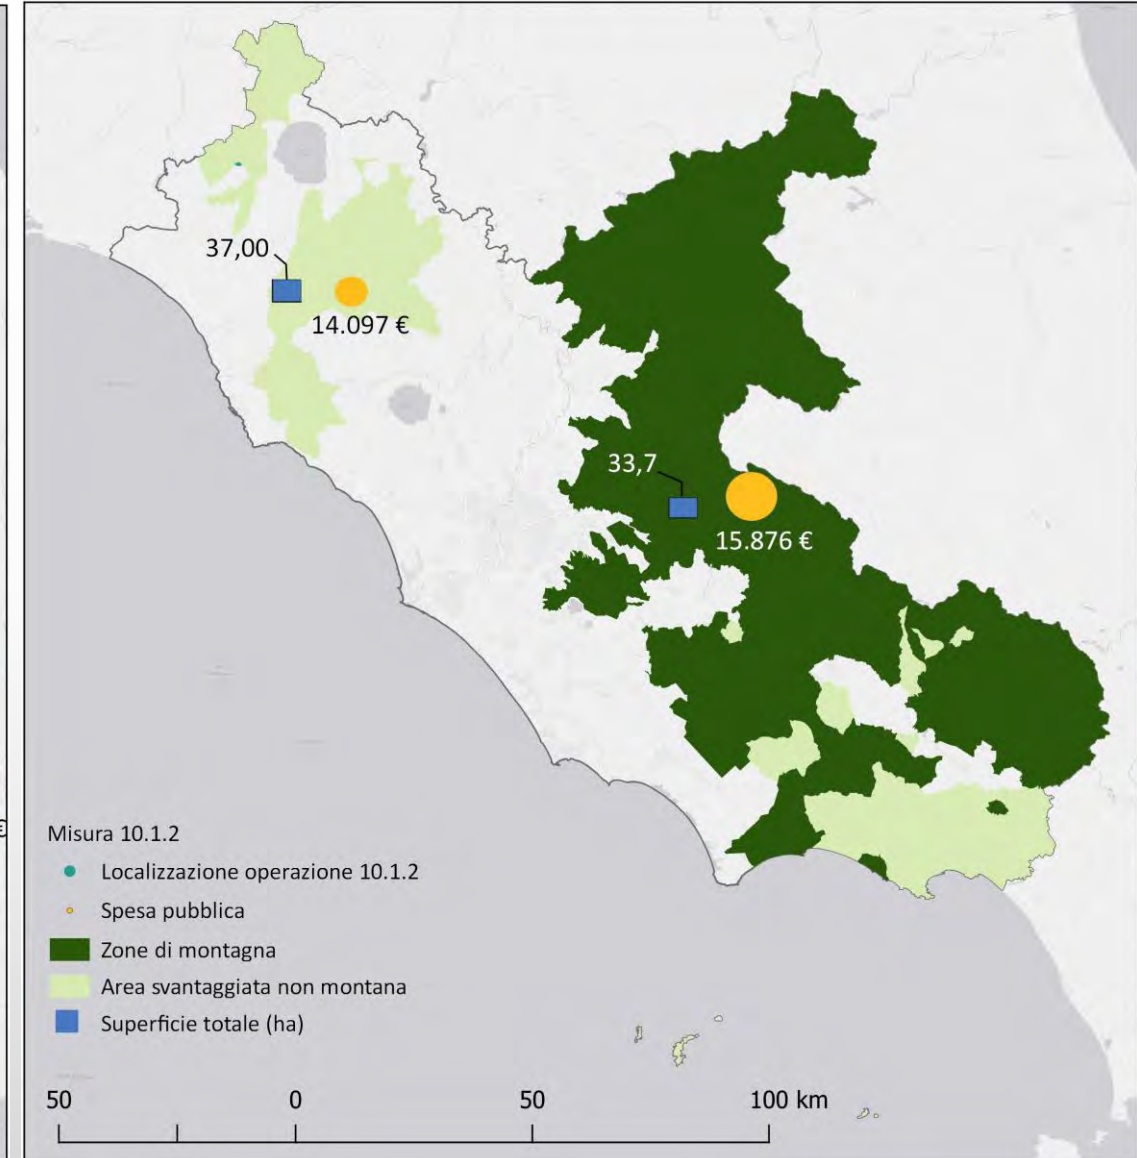 37,00
14.097 €
33,7
15.876 €
€
Misura 10.1.2
Localizzazione operazione 10.1.2
Spesa pubblica
Zone di montagna
Area svantaggiata non montana
Superficie totale (ha)
50 0 50 100 km